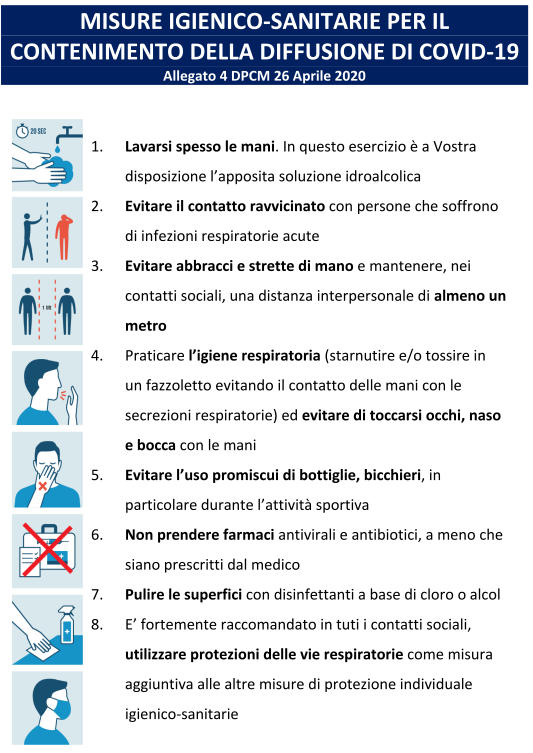 MISURE IGIENICO-SANITARIE PER IL
CONTENIMENTO DELLA DIFFUSIONE DI COVID-19
Allegato 4 DPCM 26 Aprile 2020
20 SEC
1. Lavarsi spesso le mani. In questo esercizio è a Vostra
disposizione l’apposita soluzione idroalcolica
2. Evitare il contatto ravvicinato con persone che soffrono
di infezioni respiratorie acute
3. Evitare abbracci e strette di mano e mantenere, nei
contatti sociali, una distanza interpersonale di almeno un
metro
4. Praticare l’igiene respiratoria (starnutire e/o tossire in
un fazzoletto evitando il contatto delle mani con le
secrezioni respiratorie) ed evitare di toccarsi occhi, naso
e bocca con le mani
5. Evitare l’uso promiscui di bottiglie, bicchieri, in
particolare durante l’attività sportiva
6. Non prendere farmaci antivirali e antibiotici, a meno che
siano prescritti dal medico
7. Pulire le superfici con disinfettanti a base di cloro o alcol
8. E’ fortemente raccomandato in tuti i contatti sociali,
utilizzare protezioni delle vie respiratorie come misura
aggiuntiva alle altre misure di protezione individuale
igienico-sanitarie